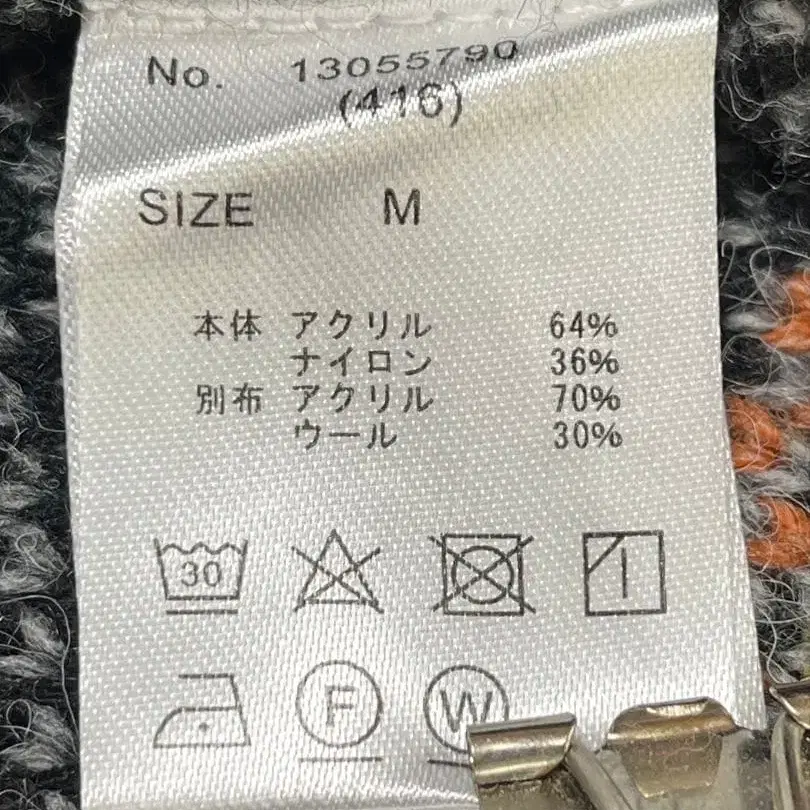 No. 13055790
(416)
SIZE M
本体 アクリル 64%
ナイロン 36%
別布 アクリル 70%
ウール 30%
30
F W